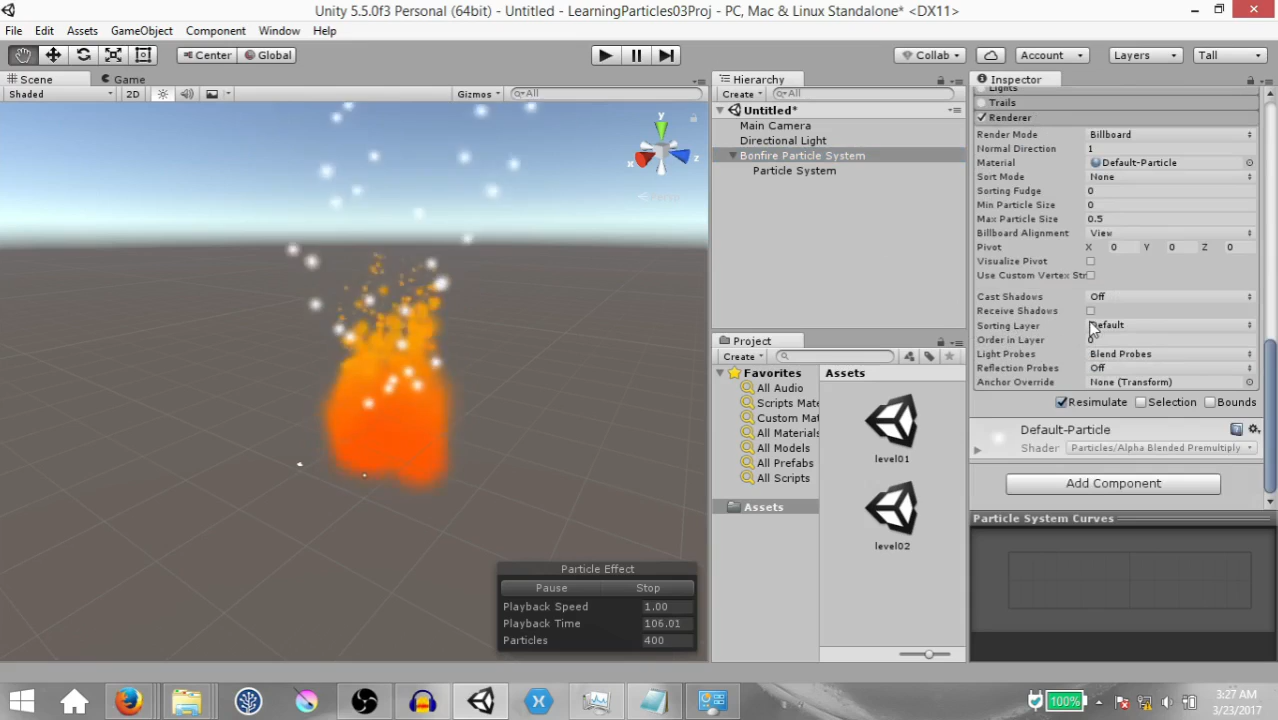 Unity 5.5.0f3 Personal (64bit) - Untitled - LearningParticles03Proj - PC, Mac & Linux Standalone* <DX11>
File Edit Assets GameObject Component Window Help
Center Global Collab Account Layers Tall
Scene Game
Shaded 2D Gizmos All
y
x
z
Persp
Particle Effect
Pause Stop
Playback Speed 1.00
Playback Time 106.01
Particles 400
Hierarchy
Create All
Untitled*
Main Camera
Directional Light
Bonfire Particle System
Particle System
Project
Create
Favorites
All Audio
Scripts Mate
Custom Mat
All Materials
All Models
All Prefabs
All Scripts
Assets
Assets
level01
level02
Inspector
Lights
Trails
Renderer
Render Mode Billboard
Normal Direction 1
Material Default-Particle
Sort Mode None
Sorting Fudge 0
Min Particle Size 0
Max Particle Size 0.5
Billboard Alignment View
Pivot X 0 Y 0 Z 0
Visualize Pivot
Use Custom Vertex Str
Cast Shadows Off
Receive Shadows
Sorting Layer Default
Order in Layer 0
Light Probes Blend Probes
Reflection Probes Off
Anchor Override None (Transform)
Resimulate Selection Bounds
Default-Particle
Shader Particles/Alpha Blended Premultiply
Add Component
Particle System Curves
100%
3:27 AM
3/23/2017